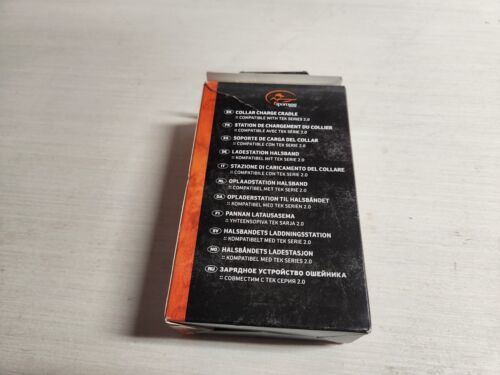 SportDOG
EN COLLAR CHARGE CRADLE
:: COMPATIBLE WITH TEK SERIES 2.0
FR STATION DE CHARGEMENT DU COLLIER
:: COMPATIBLE AVEC TEK SÉRIE 2.0
ES SOPORTE DE CARGA DEL COLLAR
:: COMPATIBLE CON TEK SERIE 2.0
DE LADESTATION HALSBAND
:: KOMPATIBEL MIT TEK SERIE 2.0
IT STAZIONE DI CARICAMENTO DEL COLLARE
:: COMPATIBILE CON TEK SERIE 2.0
NL OPLAADSTATION HALSBAND
:: KOMPATIBEL MET TEK SERIE 2.0
DA OPLADERSTATION TIL HALSBÅNDET
:: KOMPATIBEL MED TEK SERIEN 2.0
FI PANNAN LATAUSASEMA
:: YHTEENSOPIVA TEK SARJA 2.0
SV HALSBANDETS LADDNINGSSTATION
:: KOMPATIBELT MED TEK SERIE 2.0
NO HALSBÅNDETS LADESTASJON
:: KOMPATIBEL MED TEK SERIES 2.0
RU ЗАРЯДНОЕ УСТРОЙСТВО ОШЕЙНИКА
:: СОВМЕСТИМ С ТЕК СЕРИЯ 2.0